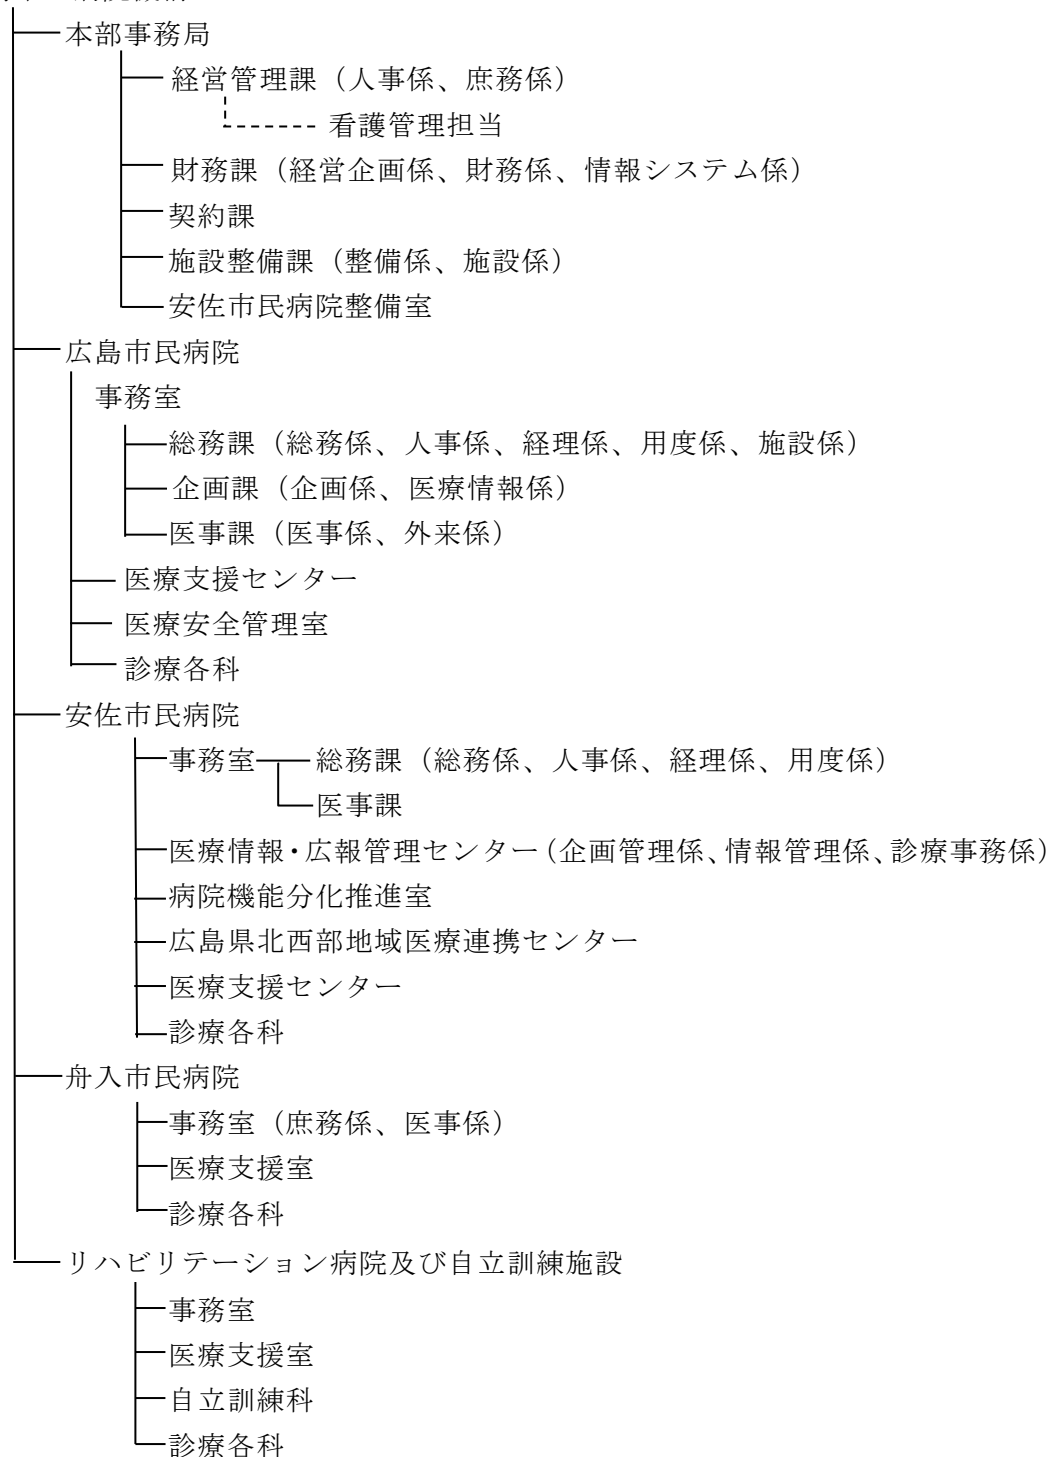 本部事務局
経営管理課（人事係、庶務係）
看護管理担当
財務課（経営企画係、財務係、情報システム係）
契約課
施設整備課（整備係、施設係）
安佐市民病院整備室
広島市民病院
事務室
総務課（総務係、人事係、経理係、用度係、施設係）
企画課（企画係、医療情報係）
医事課（医事係、外来係）
医療支援センター
医療安全管理室
診療各科
安佐市民病院
事務室 総務課（総務係、人事係、経理係、用度係）
医事課
医療情報・広報管理センター（企画管理係、情報管理係、診療事務係）
病院機能分化推進室
広島県北西部地域医療連携センター
医療支援センター
診療各科
舟入市民病院
事務室（庶務係、医事係）
医療支援室
診療各科
リハビリテーション病院及び自立訓練施設
事務室
医療支援室
自立訓練科
診療各科